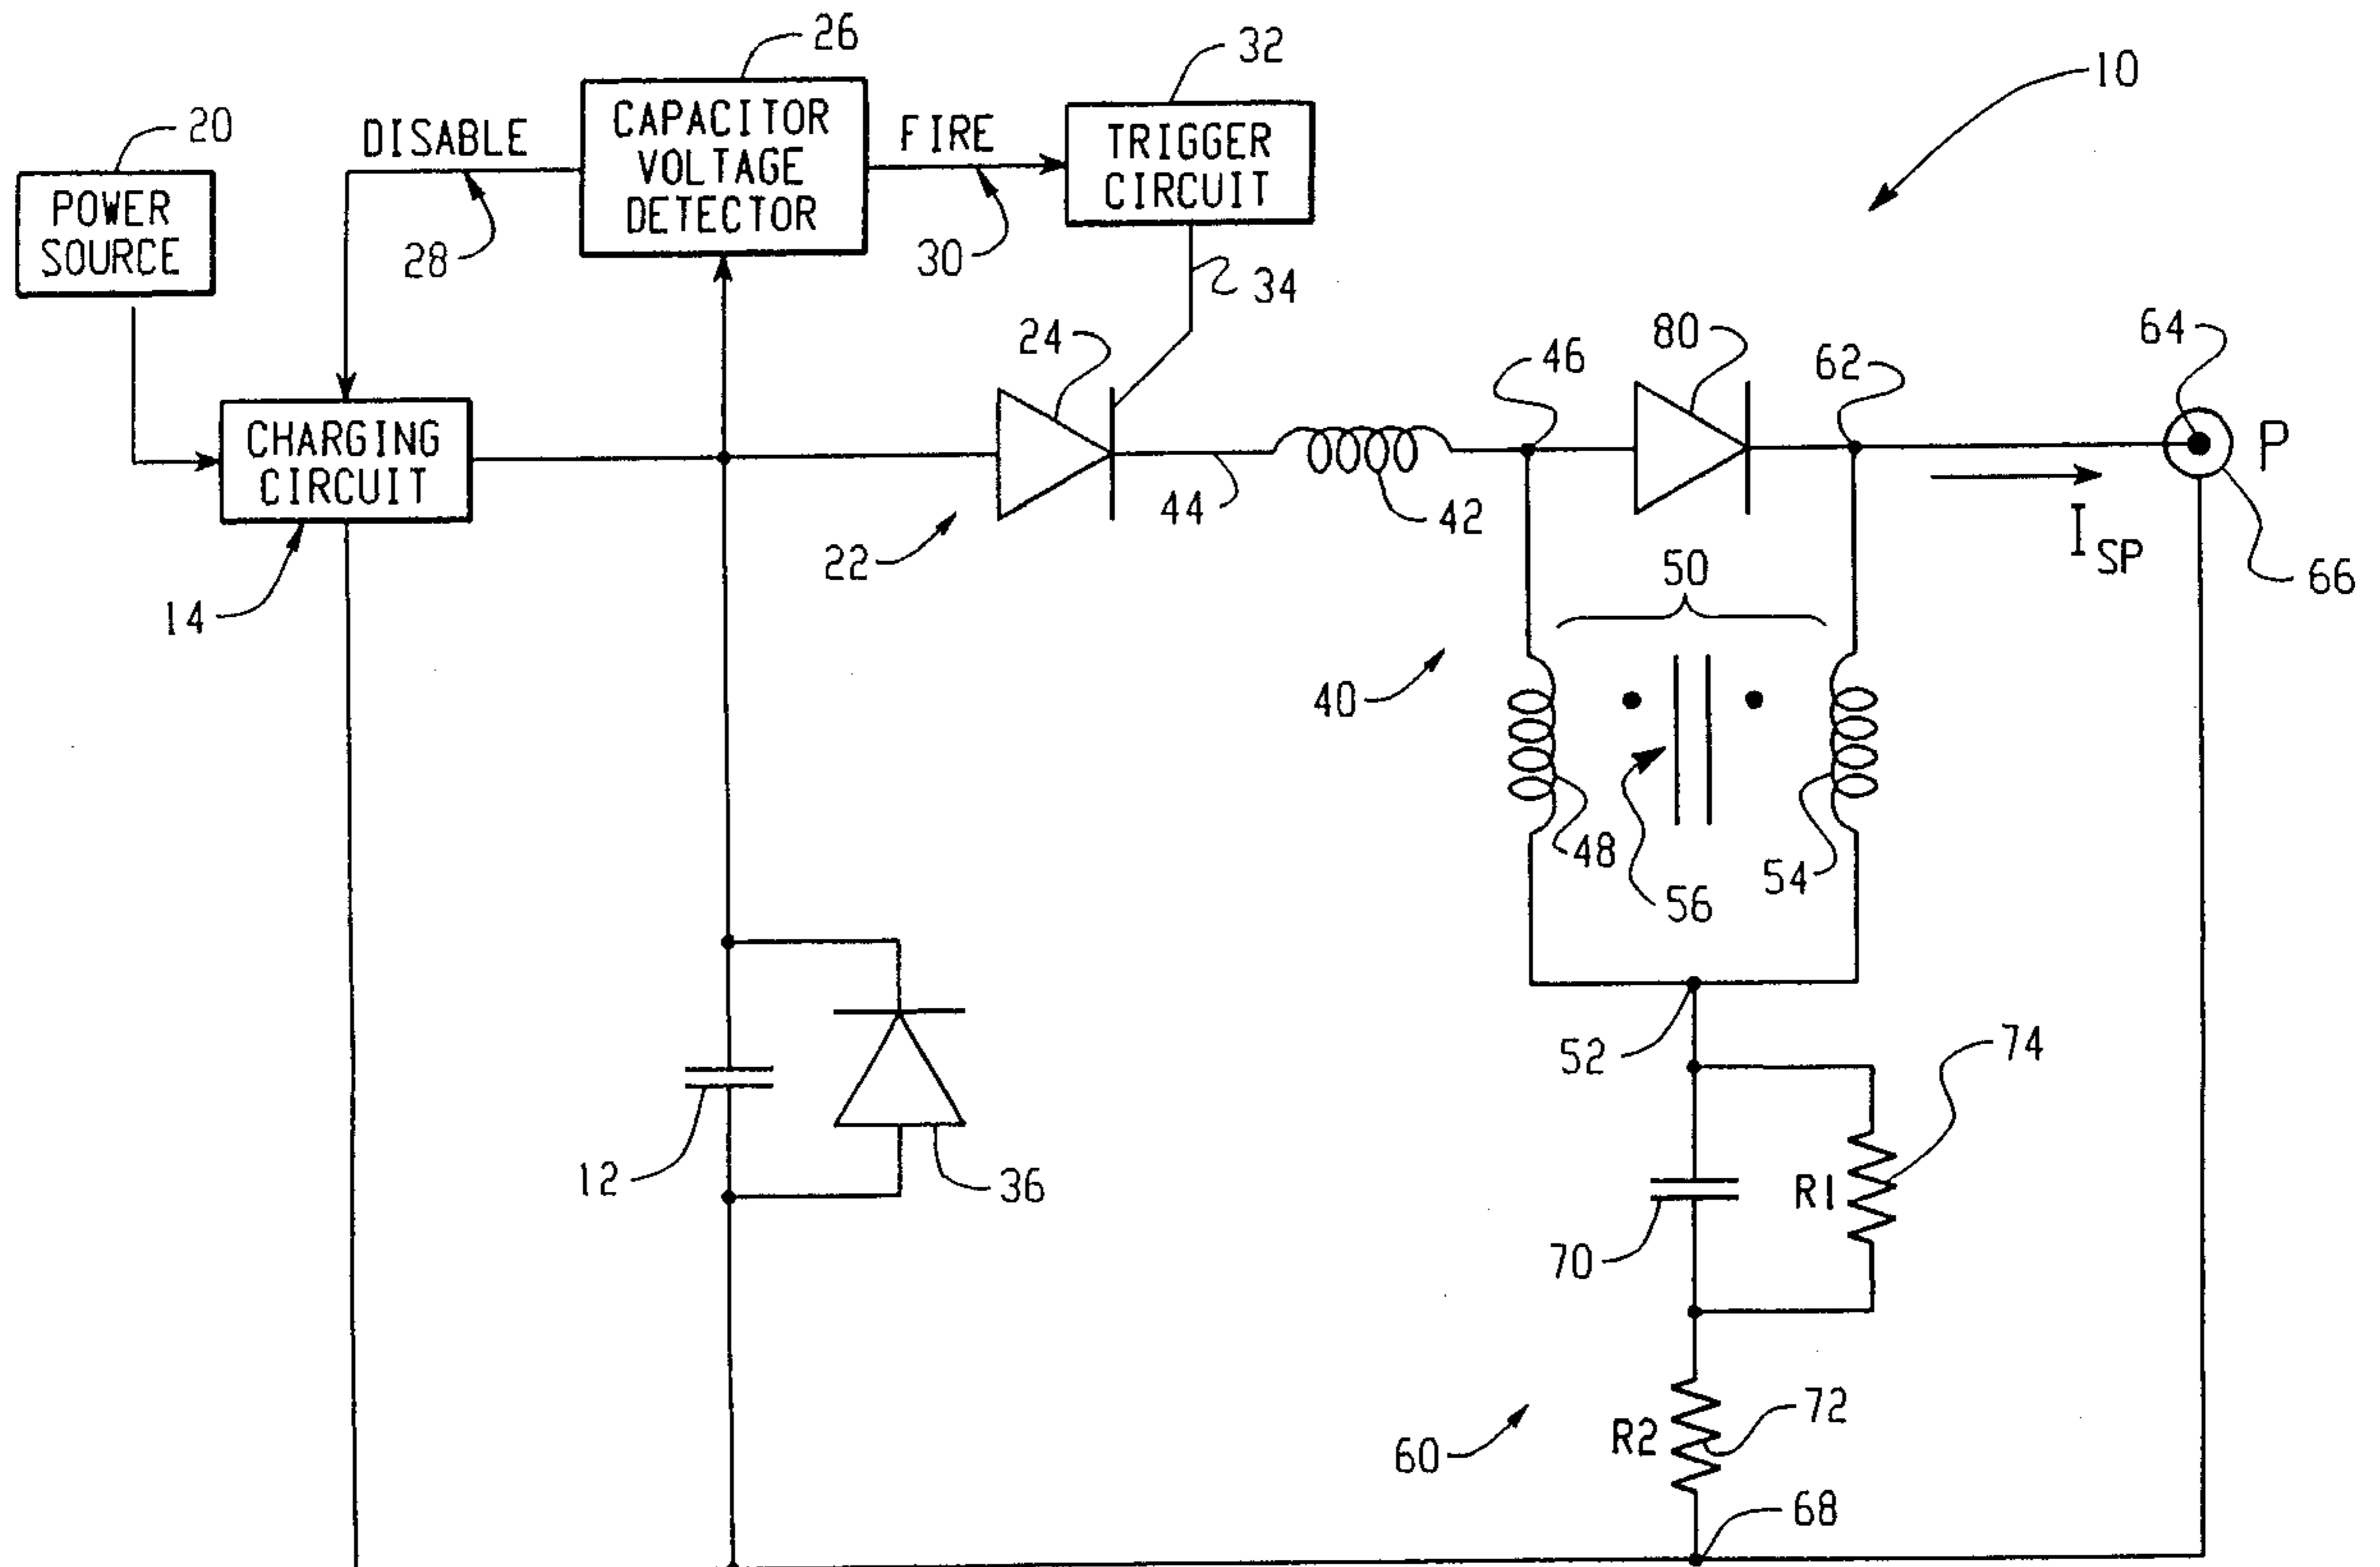 26
32
10
20
DISABLE
CAPACITOR
VOLTAGE
DETECTOR
FIRE
TRIGGER
CIRCUIT
POWER
SOURCE
28
30
34
24
80
46
62
64
CHARGING
CIRCUIT
P
44
42
22
I SP
66
14
50
40
48
54
56
52
74
12
36
R1
70
60
R2
72
68